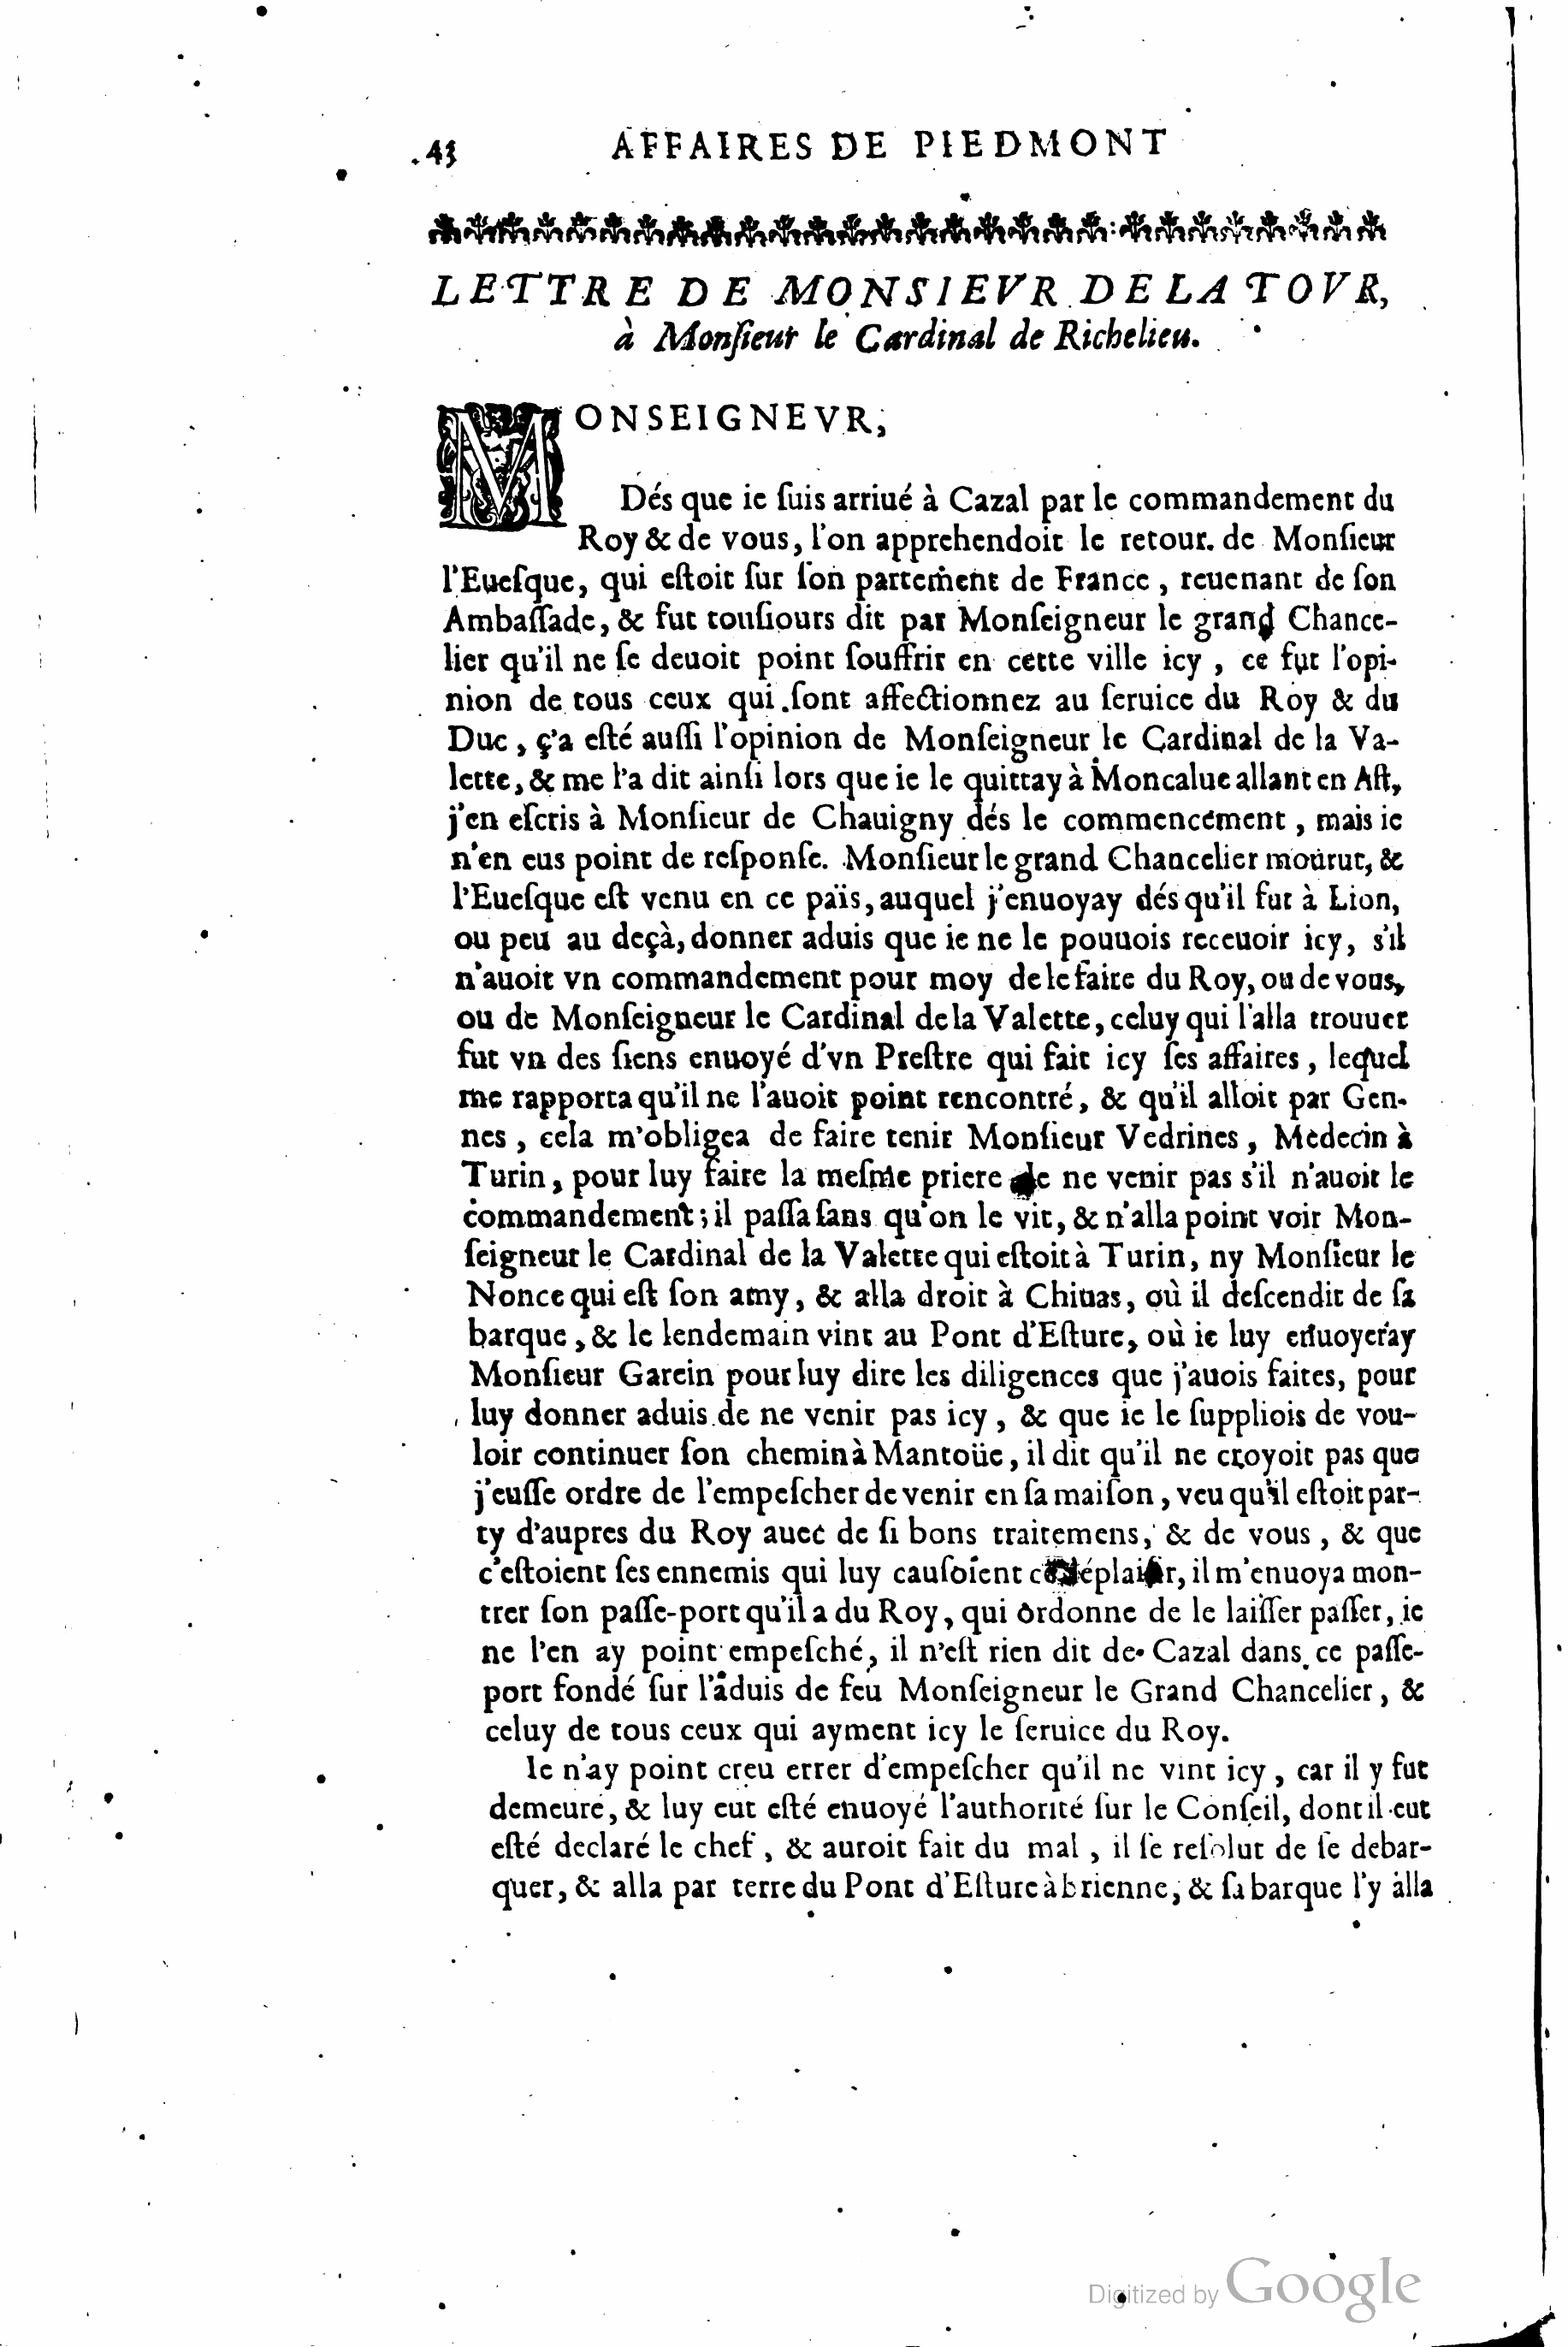 43 AFFAIRES DE PIEDMONT
LETTRE DE MONSIEVR DE LA TOVR,
à Monſieur le Cardinal de Richelieu.
MONSEIGNEVR,
Dés que ie ſuis arriué à Cazal par le commandement du
Roy & de vous, l'on apprehendoit le retour. de Monſieur
l'Eueſque, qui eſtoit ſur ſon partement de France, reuenant de ſon
Ambaſſade, & fut touſiours dit par Monſeigneur le grand Chance-
lier qu'il ne ſe deuoit point ſouffrir en cette ville icy, ce fut l'opi-
nion de tous ceux qui ſont affectionnez au ſeruice du Roy & du
Duc, ç'a eſté auſſi l'opinion de Monſeigneur le Cardinal de la Va-
lette, & me l'a dit ainſi lors que ie le quittay à Moncalue allant en Aſt,
j'en eſcris à Monſieur de Chauigny dés le commencement, mais ie
n'en eus point de reſponſe. Monſieur le grand Chancelier mourut, &
l'Eueſque eſt venu en ce païs, auquel j'enuoyay dés qu'il fut à Lion,
ou peu au deçà, donner aduis que ie ne le pouuois receuoir icy, s'il
n'auoit vn commandement pour moy de le faire du Roy, ou de vous,
ou de Monſeigneur le Cardinal de la Valette, celuy qui l'alla trouuer
fut vn des ſiens enuoyé d'vn Preſtre qui fait icy ſes affaires, lequel
me rapporta qu'il ne l'auoit point rencontré, & qu'il alloit par Gen-
nes, cela m'obligea de faire tenir Monſieur Vedrines, Medecin à
Turin, pour luy faire la meſme priere de ne venir pas s'il n'auoit le
commandement; il paſſa ſans qu'on le vit, & n'alla point voir Mon-
ſeigneur le Cardinal de la Valette qui eſtoit à Turin, ny Monſieur le
Nonce qui eſt ſon amy, & alla droit à Chiuas, où il deſcendit de ſa
barque, & le lendemain vint au Pont d'Eſture, où ie luy enuoyeray
Monſieur Garcin pour luy dire les diligences que j'auois faites, pour
luy donner aduis de ne venir pas icy, & que ie le ſuppliois de vou-
loir continuer ſon chemin à Mantoüe, il dit qu'il ne croyoit pas que
j'euſſe ordre de l'empeſcher de venir en ſa maiſon, veu qu'il eſtoit par-
ty d'aupres du Roy auec de ſi bons traitemens, & de vous, & que
c'eſtoient ſes ennemis qui luy cauſoient ce déplaiſir, il m'enuoya mon-
trer ſon paſſe-port qu'il a du Roy, qui ordonne de le laiſſer paſſer, ie
ne l'en ay point empeſché, il n'eſt rien dit de Cazal dans ce paſſe-
port fondé ſur l'aduis de feu Monſeigneur le Grand Chancelier, &
celuy de tous ceux qui ayment icy le ſeruice du Roy.
Ie n'ay point creu errer d'empeſcher qu'il ne vint icy, car il y fut
demeuré, & luy eut eſté enuoyé l'authorité ſur le Conſeil, dont il eut
eſté declaré le chef, & auroit fait du mal, il ſe reſolut de ſe debar-
quer, & alla par terre du Pont d'Eſture à brienne, & ſa barque l'y alla
Digitized by Google